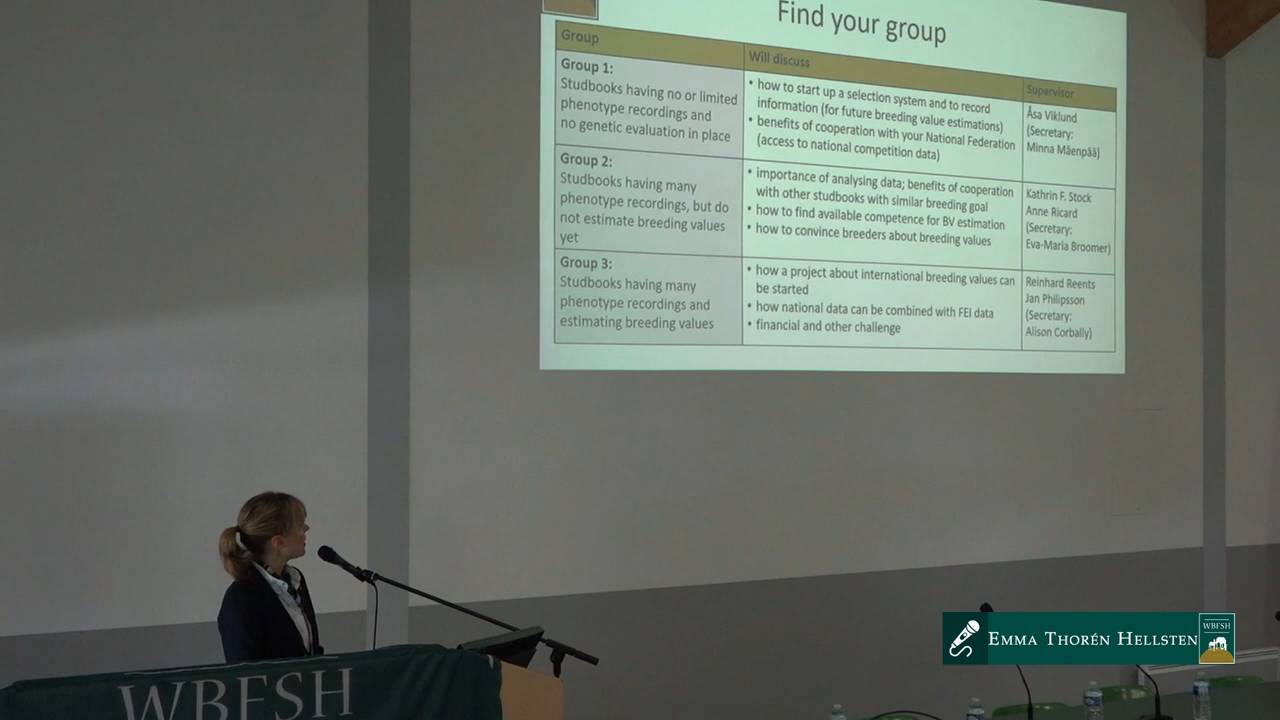 Find your group
Group
Will discuss
Supervisor
Group 1:
Studbooks having no or limited
phenotype recordings and
no genetic evaluation in place
• how to start up a selection system and to record
information (for future breeding value estimations)
• benefits of cooperation with your National Federation
(access to national competition data)
Åsa Viklund
(Secretary:
Minna Mäenpää)
Group 2:
Studbooks having many
phenotype recordings, but do
not estimate breeding values
yet
• importance of analysing data; benefits of cooperation
with other studbooks with similar breeding goal
• how to find available competence for BV estimation
• how to convince breeders about breeding values
Kathrin F. Stock
Anne Ricard
(Secretary:
Eva-Maria Broomer)
Group 3:
Studbooks having many
phenotype recordings and
estimating breeding values
• how a project about international breeding values can
be started
• how national data can be combined with FEI data
• financial and other challenge
Reinhard Reents
Jan Philipsson
(Secretary:
Alison Corbally)
Emma Thorén Hellsten
WBFSH
WBFSH